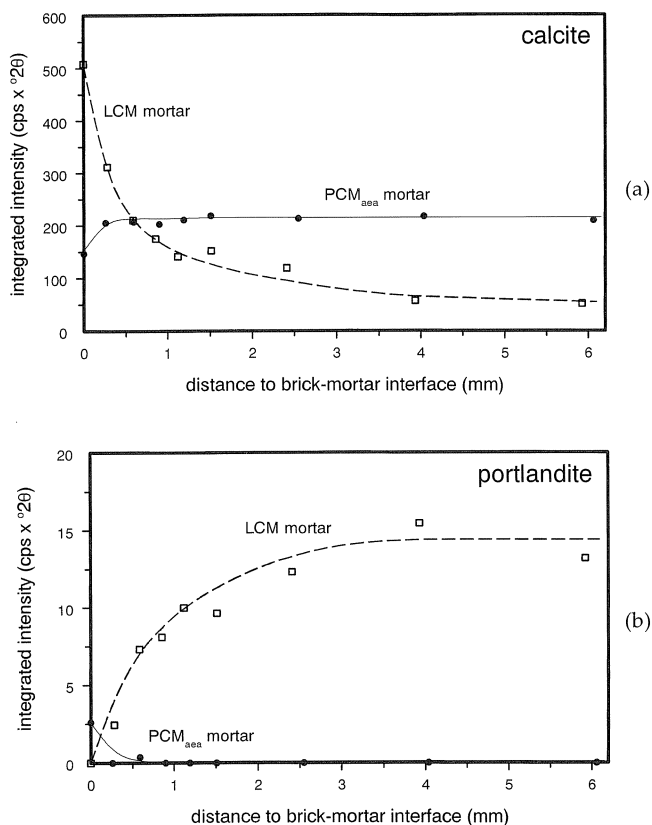 600
500
400
300
200
100
0
integrated intensity (cps x °2θ)
calcite
LCM mortar
PCMaea mortar
(a)
0 1 2 3 4 5 6
distance to brick-mortar interface (mm)
20
15
10
5
0
integrated intensity (cps x °2θ)
portlandite
LCM mortar
PCMaea mortar
(b)
0 1 2 3 4 5 6
distance to brick-mortar interface (mm)